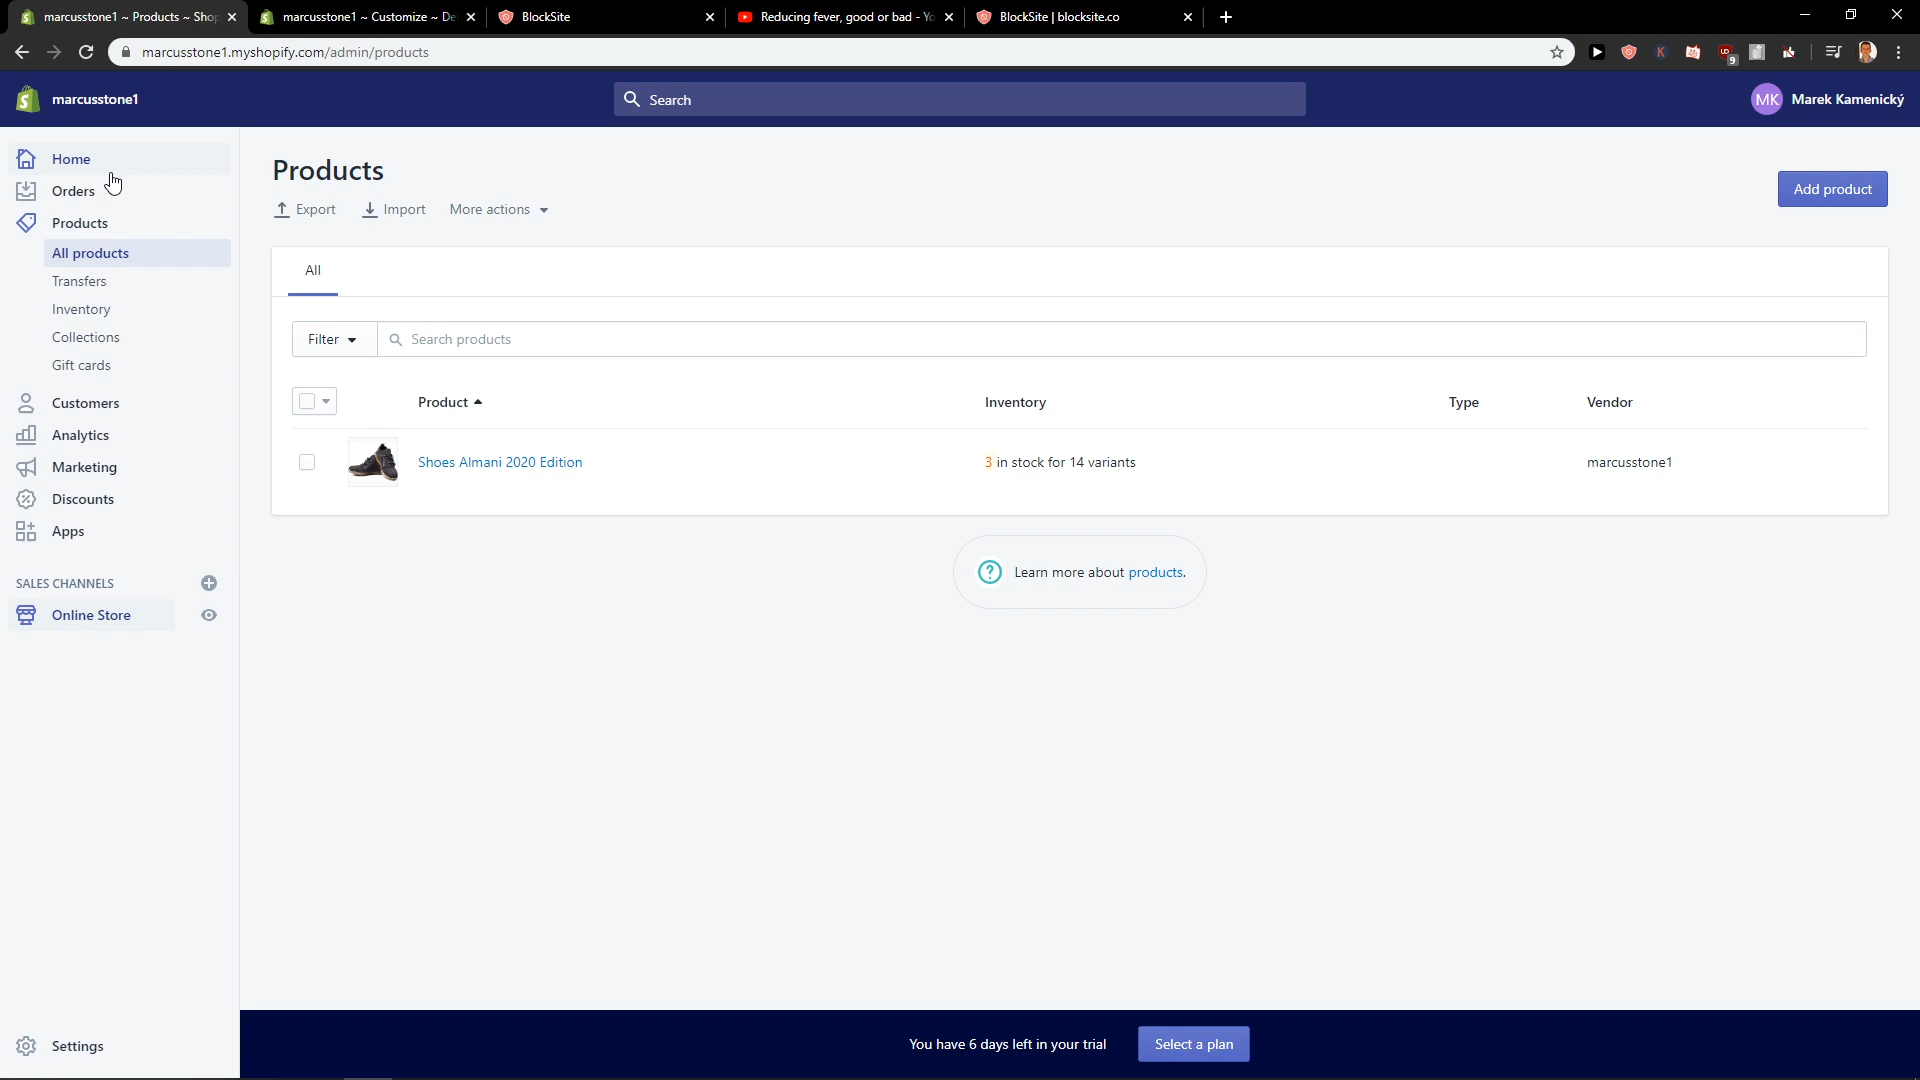 marcusstone1 ~ Products ~ Shop
marcusstone1 ~ Customize ~ De
BlockSite
Reducing fever, good or bad - Yo
BlockSite | blocksite.co
marcusstone1.myshopify.com/admin/products
9
marcusstone1
Search
MK Marek Kamenický
Home
Orders
Products
All products
Transfers
Inventory
Collections
Gift cards
Customers
Analytics
Marketing
Discounts
Apps
SALES CHANNELS
Online Store
Settings
Products
Export
Import
More actions
Add product
All
Filter
Search products
Product
Inventory
Type
Vendor
Shoes Almani 2020 Edition
3 in stock for 14 variants
marcusstone1
Learn more about products.
You have 6 days left in your trial
Select a plan